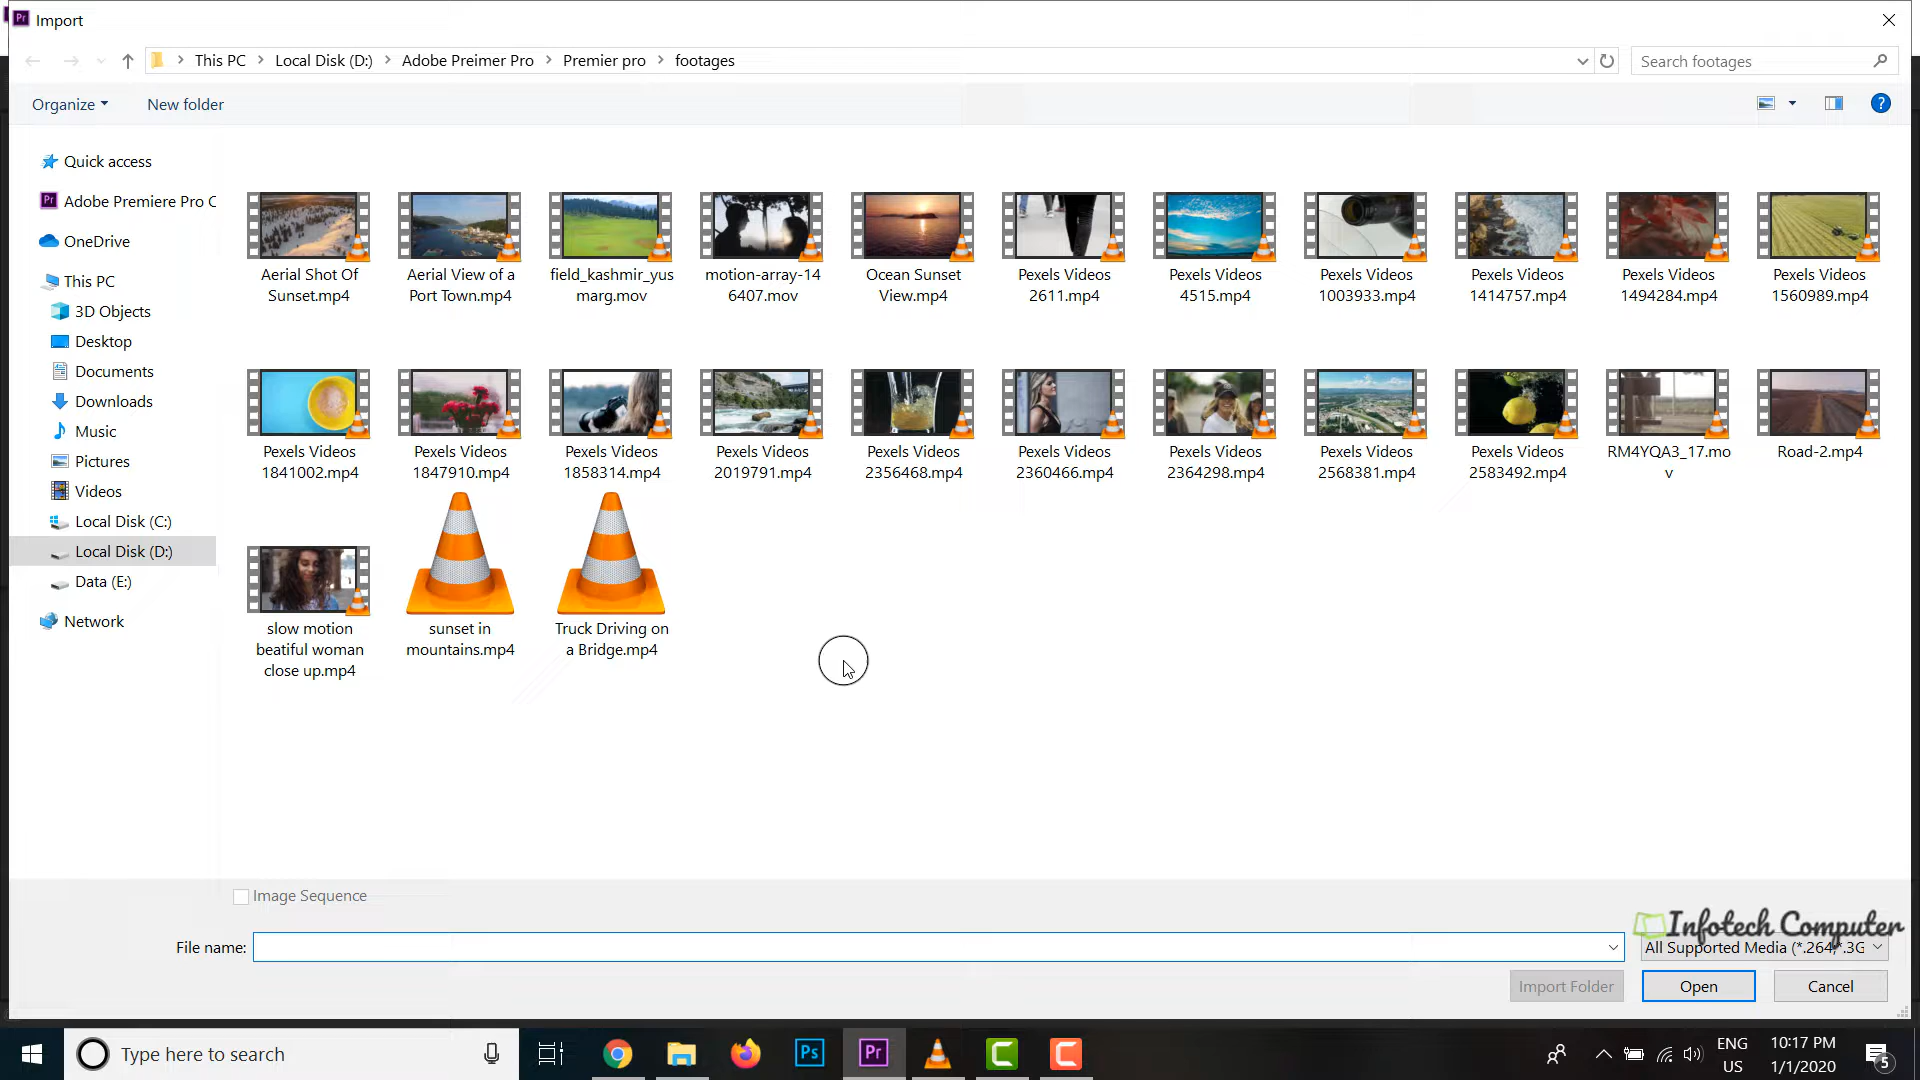 Pr Import
This PC Local Disk (D:) Adobe Preimer Pro Premier pro footages Search footages
Organize New folder ?
Quick access
Pr Adobe Premiere Pro C
OneDrive
This PC
3D Objects
Desktop
Documents
Downloads
Music
Pictures
Videos
Local Disk (C:)
Local Disk (D:)
Data (E:)
Network
Aerial Shot Of
Sunset.mp4
Aerial View of a
Port Town.mp4
field_kashmir_yus
marg.mov
motion-array-14
6407.mov
Ocean Sunset
View.mp4
Pexels Videos
2611.mp4
Pexels Videos
4515.mp4
Pexels Videos
1003933.mp4
Pexels Videos
1414757.mp4
Pexels Videos
1494284.mp4
Pexels Videos
1560989.mp4
Pexels Videos
1841002.mp4
Pexels Videos
1847910.mp4
Pexels Videos
1858314.mp4
Pexels Videos
2019791.mp4
Pexels Videos
2356468.mp4
Pexels Videos
2360466.mp4
Pexels Videos
2364298.mp4
Pexels Videos
2568381.mp4
Pexels Videos
2583492.mp4
RM4YQA3_17.mo
v
Road-2.mp4
slow motion
beatiful woman
close up.mp4
sunset in
mountains.mp4
Truck Driving on
a Bridge.mp4
Image Sequence
Infotech Computer
File name: All Supported Media (*.264;*.3G
Import Folder Open Cancel
Type here to search Ps Pr
ENG
US
10:17 PM
1/1/2020
5